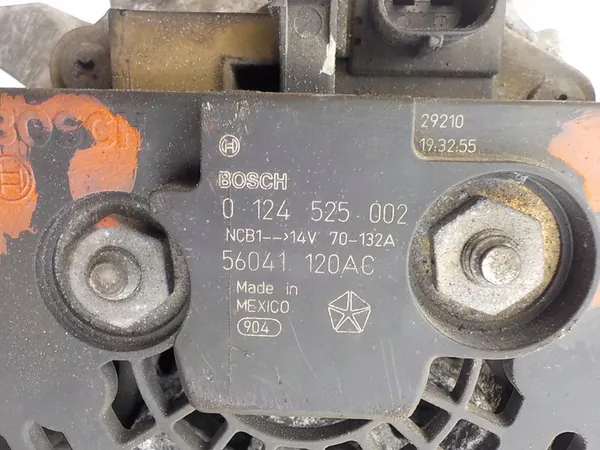 BOSCH
29210
19:32:55
BOSCH
0 124 525 002
NCB1-->14V 70-132A
56041 120AC
Made in
MEXICO
904